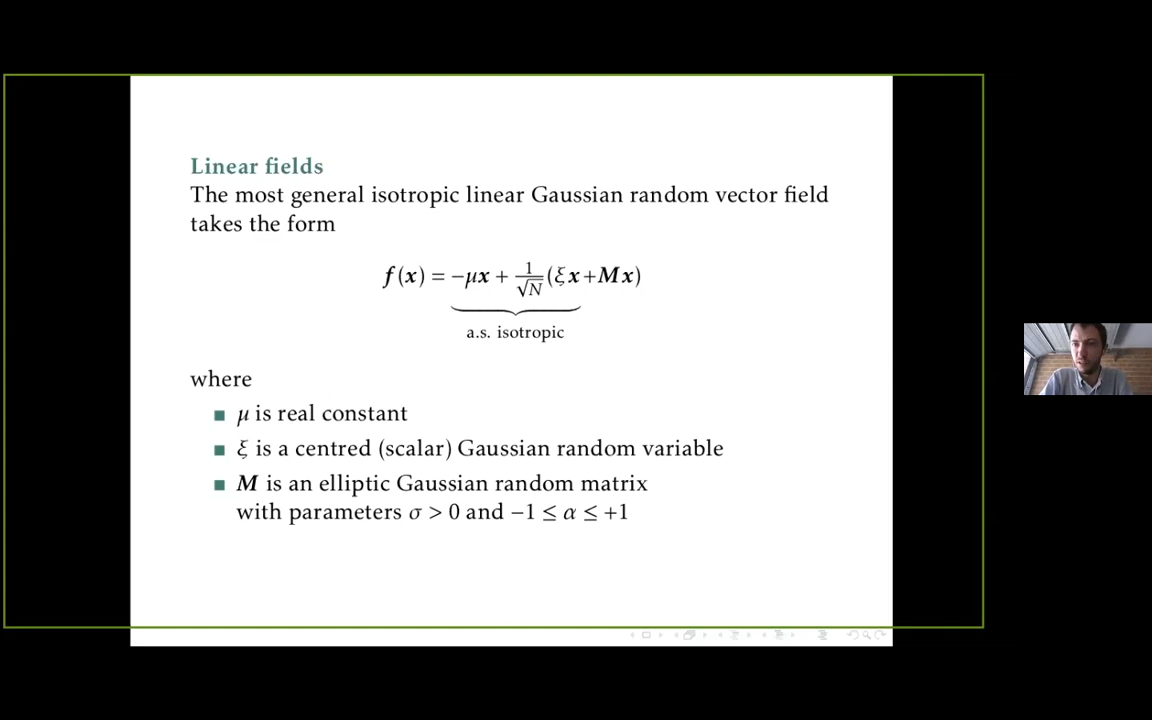 Linear fields
The most general isotropic linear Gaussian random vector field
takes the form
f(x) = −μx + 1/√N (ξx+Mx)
a.s. isotropic
where
■ μ is real constant
■ ξ is a centred (scalar) Gaussian random variable
■ M is an elliptic Gaussian random matrix
with parameters σ > 0 and −1 ≤ α ≤ +1